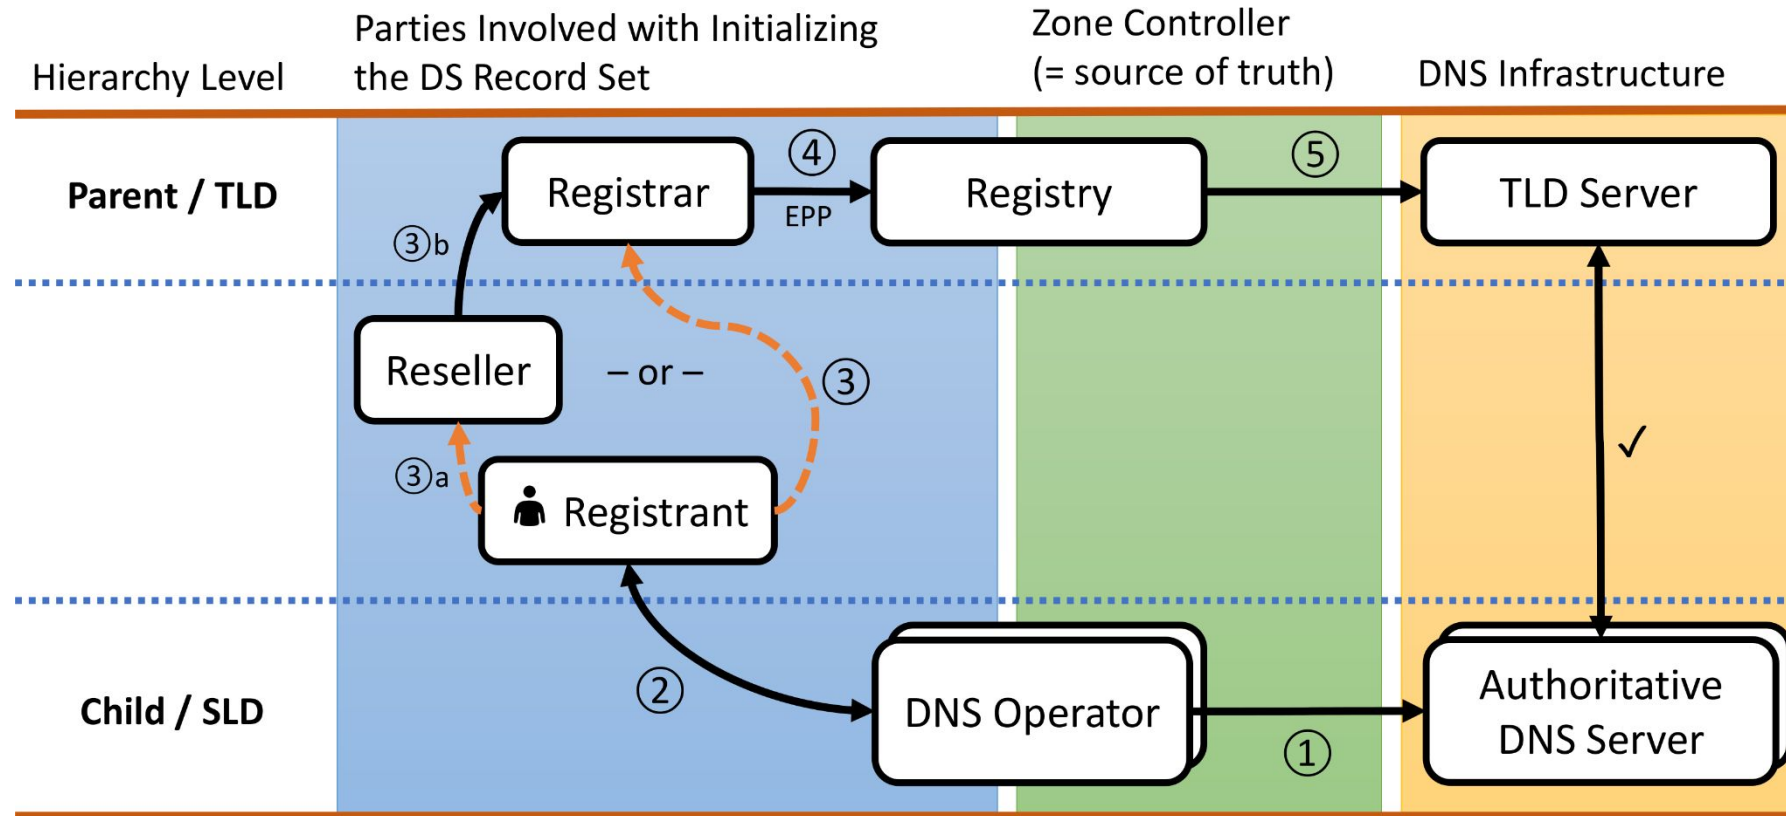 Hierarchy Level
Parties Involved with Initializing
the DS Record Set
Zone Controller
(= source of truth)
DNS Infrastructure
Parent / TLD
Registrar
④
EPP
Registry
⑤
TLD Server
③b
Reseller
– or –
③
③a
Registrant
✓
②
Child / SLD
DNS Operator
①
Authoritative
DNS Server